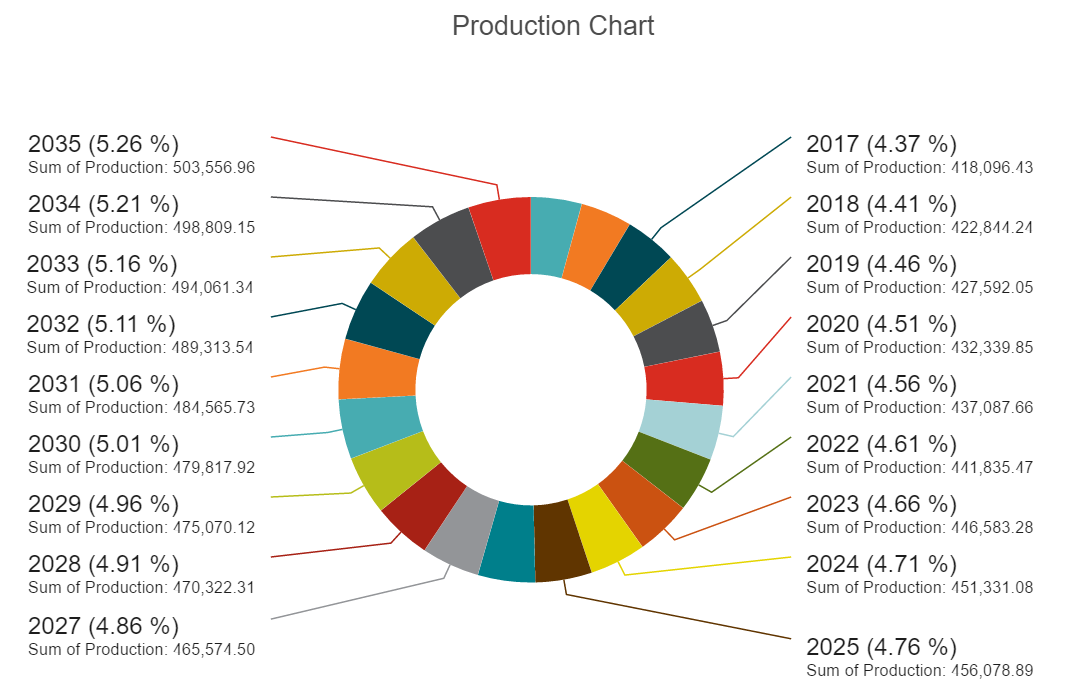 Production Chart
2035 (5.26 %)
Sum of Production: 503,556.96
2034 (5.21 %)
Sum of Production: 498,809.15
2033 (5.16 %)
Sum of Production: 494,061.34
2032 (5.11 %)
Sum of Production: 489,313.54
2031 (5.06 %)
Sum of Production: 484,565.73
2030 (5.01 %)
Sum of Production: 479,817.92
2029 (4.96 %)
Sum of Production: 475,070.12
2028 (4.91 %)
Sum of Production: 470,322.31
2027 (4.86 %)
Sum of Production: 465,574.50
2017 (4.37 %)
Sum of Production: 418,096.43
2018 (4.41 %)
Sum of Production: 422,844.24
2019 (4.46 %)
Sum of Production: 427,592.05
2020 (4.51 %)
Sum of Production: 432,339.85
2021 (4.56 %)
Sum of Production: 437,087.66
2022 (4.61 %)
Sum of Production: 441,835.47
2023 (4.66 %)
Sum of Production: 446,583.28
2024 (4.71 %)
Sum of Production: 451,331.08
2025 (4.76 %)
Sum of Production: 456,078.89